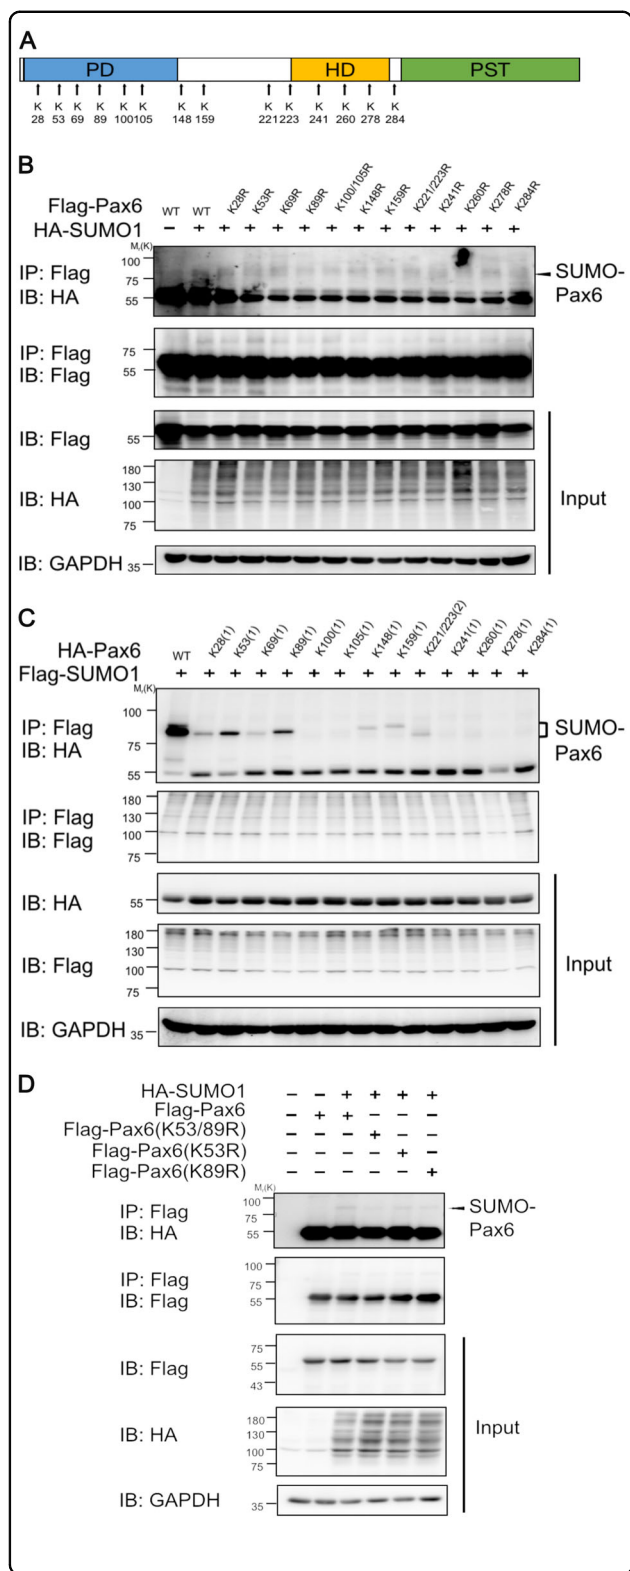 A
PD HD PST
K K K K K K K K K K K K K K
28 53 69 89 100 105 148 159 221 223 241 260 278 284
B
Flag-Pax6 WT WT K28R K53R K69R K89R K100/105R K148R K159R K221/223R K241R K260R K278R K284R
HA-SUMO1 − + + + + + + + + + + + + +
Mr(K)
100
IP: Flag 75 SUMO-
IB: HA 55 Pax6
IP: Flag 75
IB: Flag 55
IB: Flag 55
180
130
IB: HA 100 Input
75
IB: GAPDH 35
C
HA-Pax6 WT K28(1) K53(1) K69(1) K89(1) K100(1) K105(1) K148(1) K159(1) K221/223(2) K241(1) K260(1) K278(1) K284(1)
Flag-SUMO1 + + + + + + + + + + + + + +
Mr(K)
100
IP: Flag 75 SUMO-
IB: HA Pax6
55
180
IP: Flag 130
IB: Flag 100
75
IB: HA 55
180
130
IB: Flag 100 Input
75
IB: GAPDH 35
D
HA-SUMO1 − − + + + +
Flag-Pax6 − + + − − −
Flag-Pax6(K53/89R) − − − + − −
Flag-Pax6(K53R) − − − − + −
Flag-Pax6(K89R) − − − − − +
Mr(K)
100
IP: Flag 75 SUMO-
IB: HA 55 Pax6
100
IP: Flag 75
IB: Flag 55
75
IB: Flag 55
43
180
IB: HA 130 Input
100
75
IB: GAPDH 35